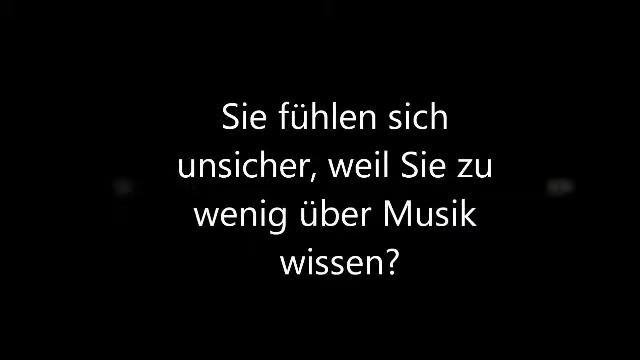 Sie fühlen sich
unsicher, weil Sie zu
wenig über Musik
wissen?